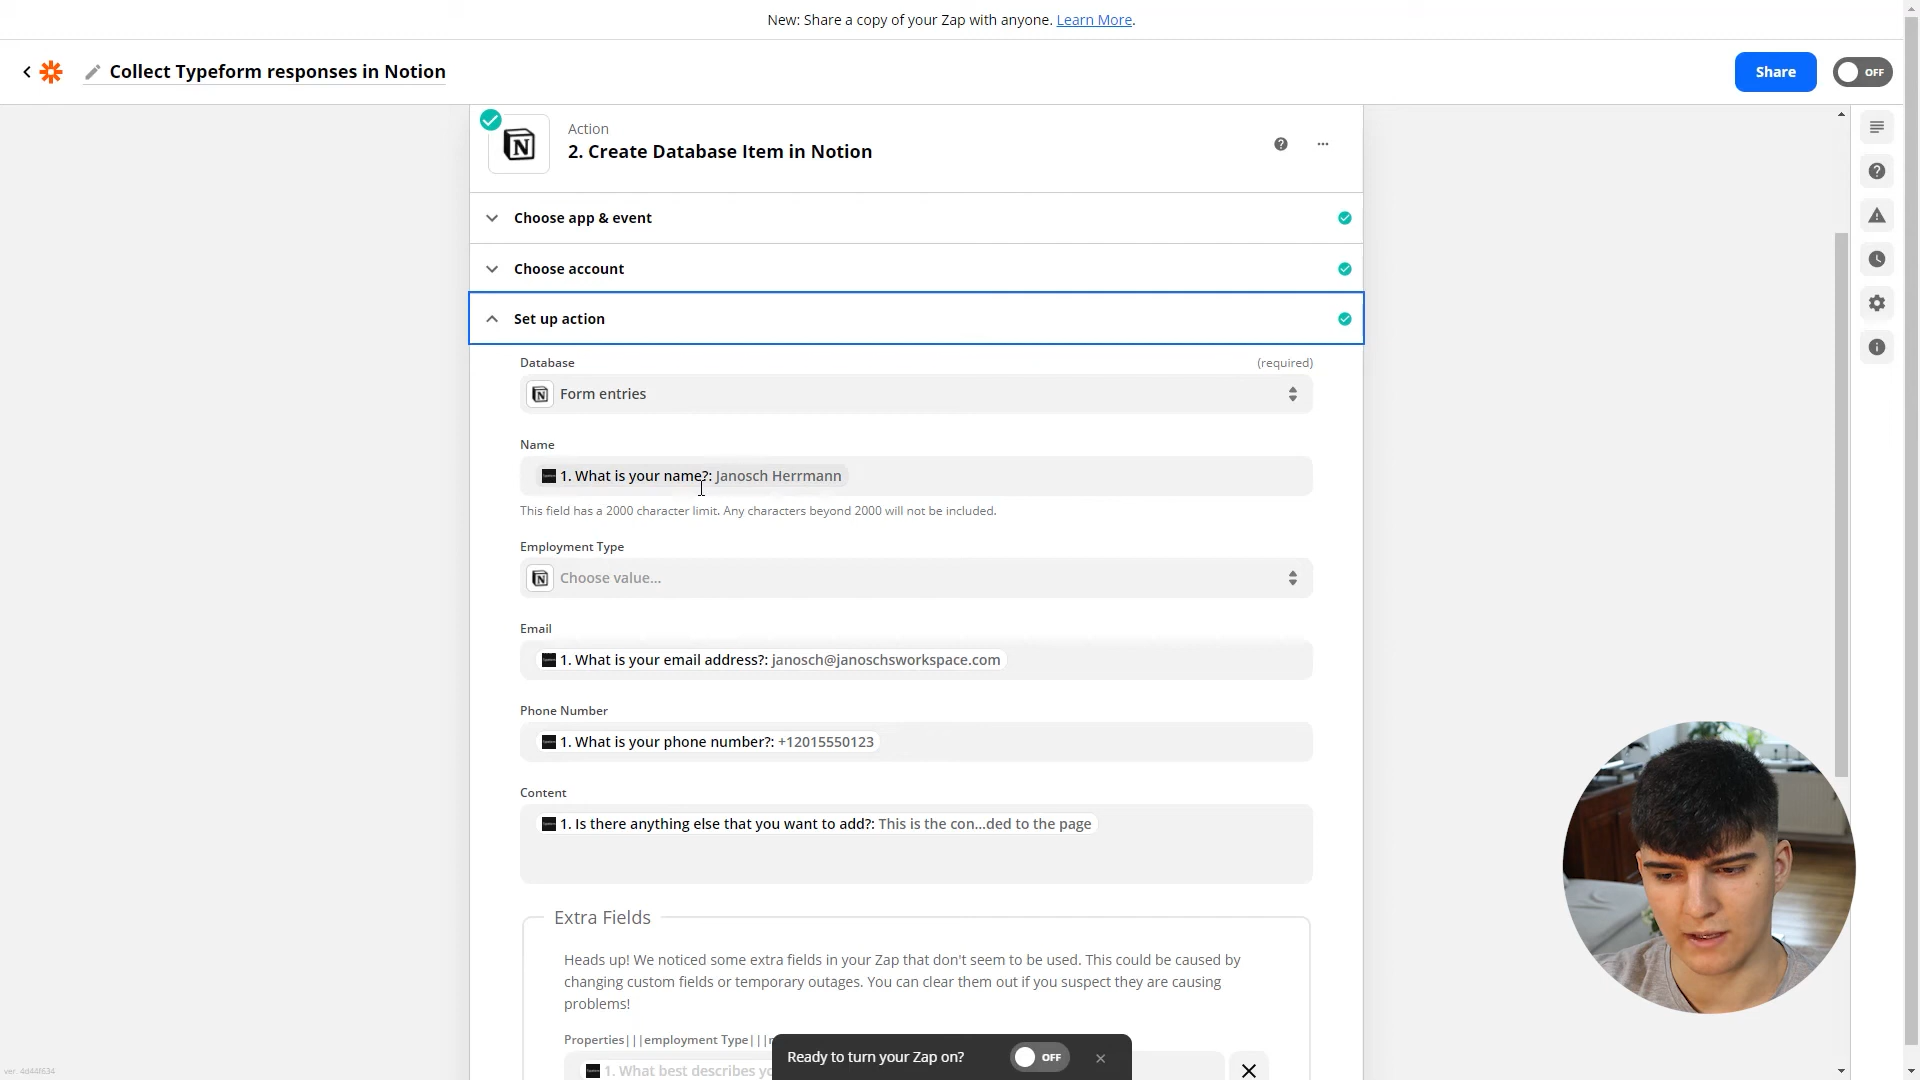 New: Share a copy of your Zap with anyone. Learn More.
Collect Typeform responses in Notion
Share
OFF
Action
2. Create Database Item in Notion
Choose app & event
Choose account
Set up action
Database
(required)
Form entries
Name
1. What is your name?: Janosch Herrmann
This field has a 2000 character limit. Any characters beyond 2000 will not be included.
Employment Type
Choose value...
Email
1. What is your email address?: janosch@janoschsworkspace.com
Phone Number
1. What is your phone number?: +12015550123
Content
1. Is there anything else that you want to add?: This is the con...ded to the page
Extra Fields
Heads up! We noticed some extra fields in your Zap that don't seem to be used. This could be caused by
changing custom fields or temporary outages. You can clear them out if you suspect they are causing
problems!
Properties|||employment Type|||
1. What best describes
Ready to turn your Zap on?
OFF
ver. 4d44f634